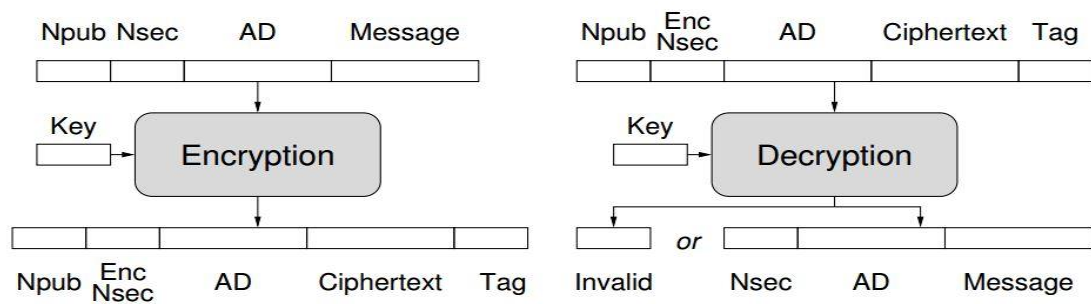 Npub Nsec AD Message
Key
Encryption
Npub Enc Nsec AD Ciphertext Tag
Npub Enc Nsec AD Ciphertext Tag
Key
Decryption
or
Invalid Nsec AD Message